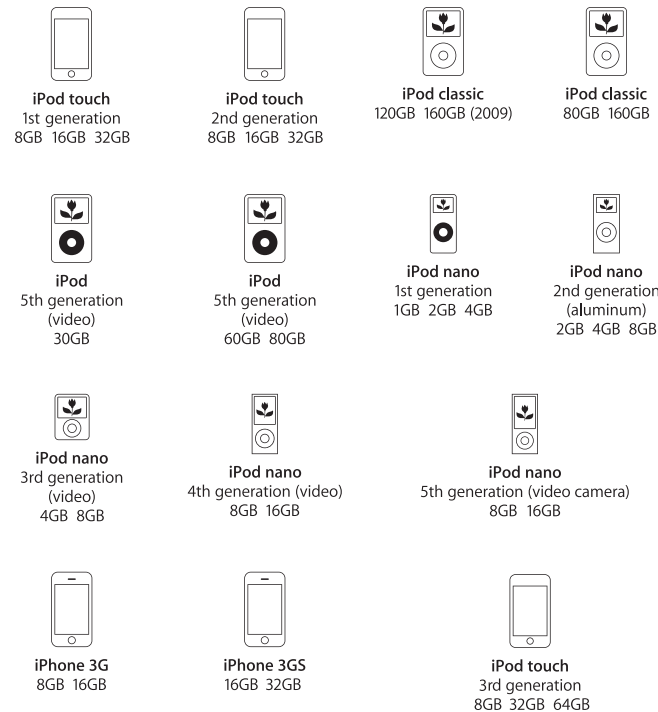 iPod touch
1st generation
8GB 16GB 32GB
iPod touch
2nd generation
8GB 16GB 32GB
iPod classic
120GB 160GB (2009)
iPod classic
80GB 160GB
iPod
5th generation
(video)
30GB
iPod
5th generation
(video)
60GB 80GB
iPod nano
1st generation
1GB 2GB 4GB
iPod nano
2nd generation
(aluminum)
2GB 4GB 8GB
iPod nano
3rd generation
(video)
4GB 8GB
iPod nano
4th generation (video)
8GB 16GB
iPod nano
5th generation (video camera)
8GB 16GB
iPhone 3G
8GB 16GB
iPhone 3GS
16GB 32GB
iPod touch
3rd generation
8GB 32GB 64GB